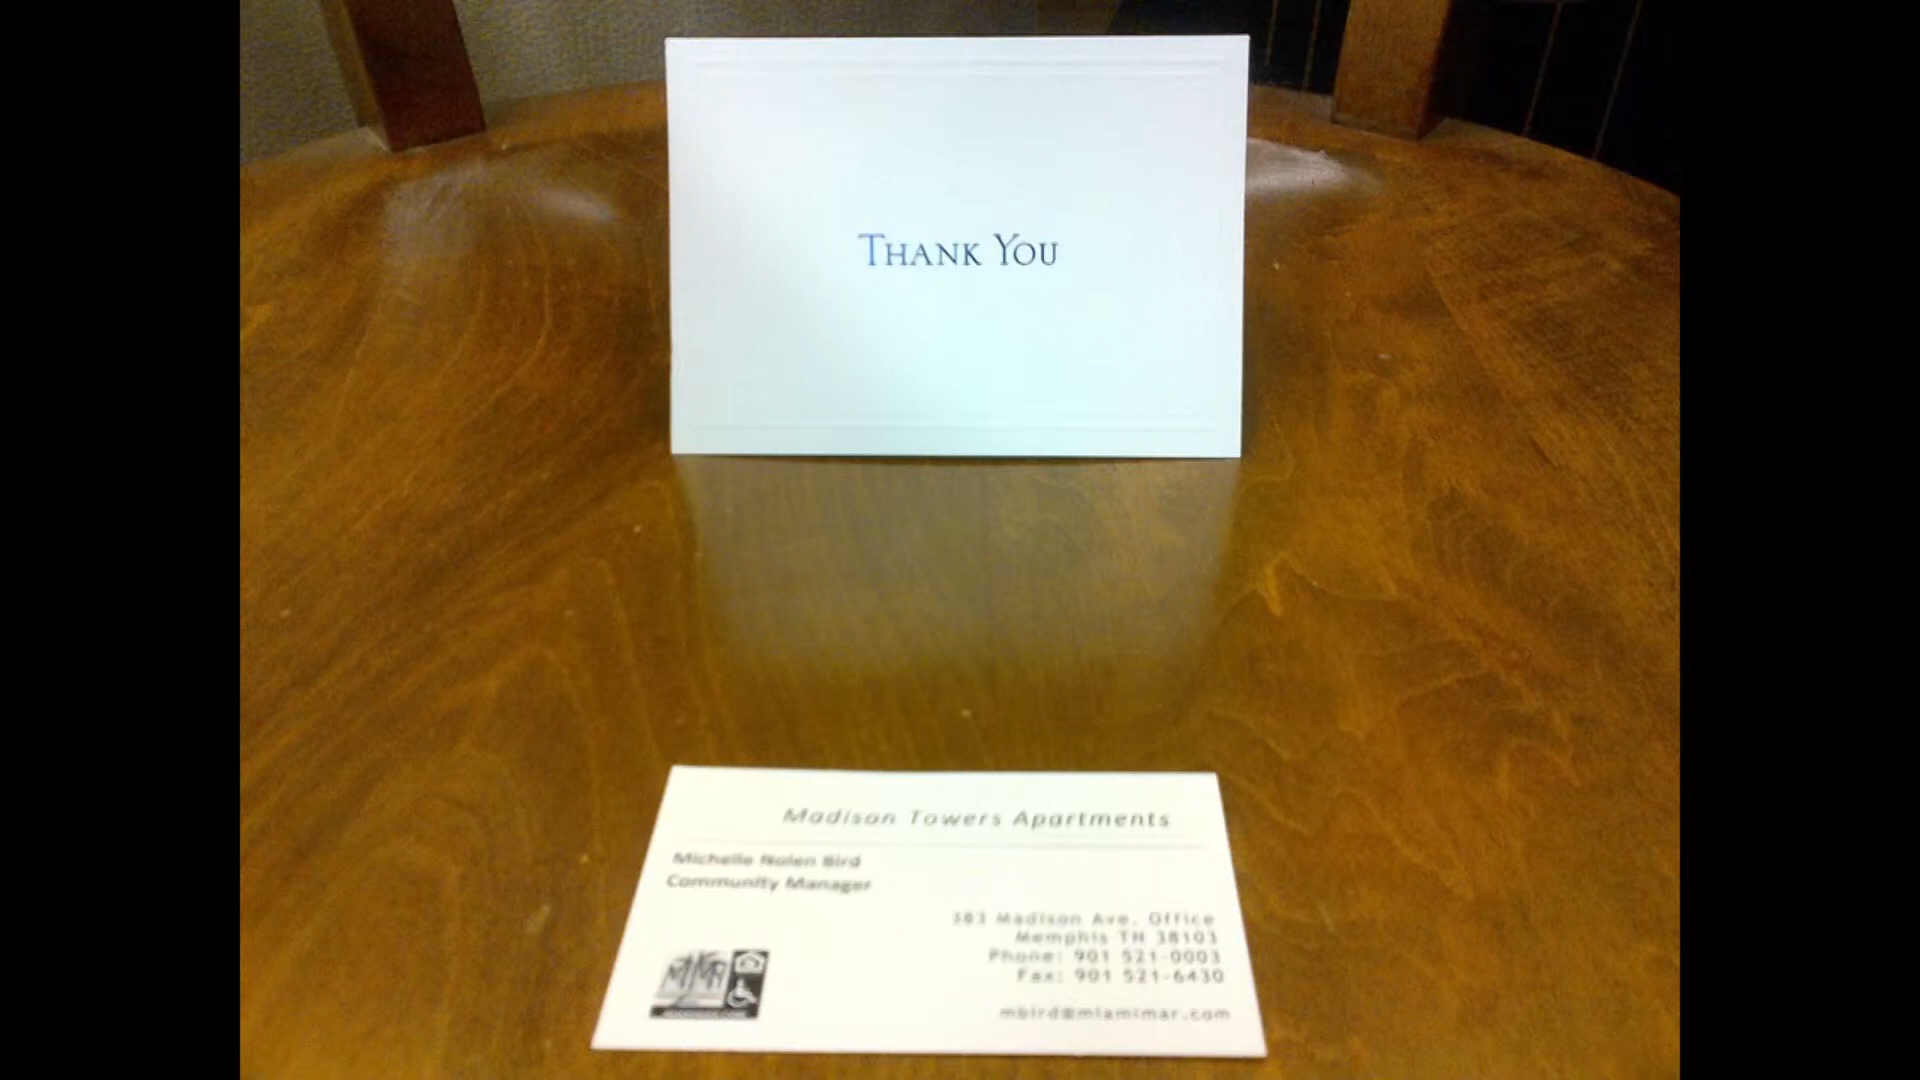 THANK YOU
Madison Towers Apartments
Michelle Nolen Bird
Community Manager
383 Madison Ave. Office
Memphis TN 38103
Phone: 901 521-0003
Fax: 901 521-6430
mbird@miamimar.com